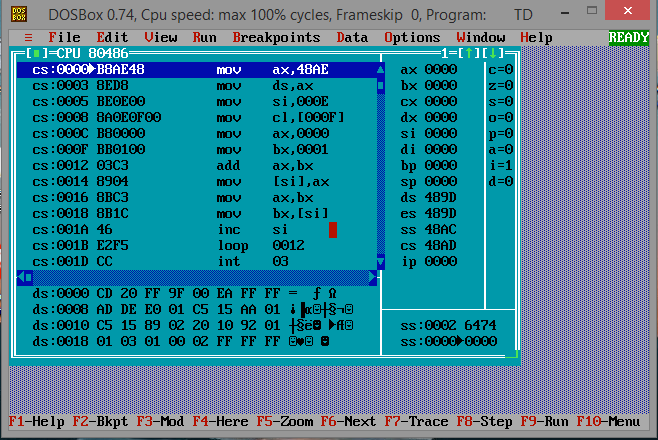 DOSBox 0.74, Cpu speed: max 100% cycles, Frameskip 0, Program: TD
≡ File Edit View Run Breakpoints Data Options Window Help READY
[■]=CPU 80486 1=[↑][↓]
cs:0000►B8AE48 mov ax,48AE ax 0000 c=0
cs:0003 8ED8 mov ds,ax bx 0000 z=0
cs:0005 BE0E00 mov si,000E cx 0000 s=0
cs:0008 8A0E0F00 mov cl,[000F] dx 0000 o=0
cs:000C B80000 mov ax,0000 si 0000 p=0
cs:000F BB0100 mov bx,0001 di 0000 a=0
cs:0012 03C3 add ax,bx bp 0000 i=1
cs:0014 8904 mov [si],ax sp 0000 d=0
cs:0016 8BC3 mov ax,bx ds 489D
cs:0018 8B1C mov bx,[si] es 489D
cs:001A 46 inc si ss 48AC
cs:001B E2F5 loop 0012 cs 48AD
cs:001D CC int 03 ip 0000
ds:0000 CD 20 FF 9F 00 EA FF FF = ƒ Ω
ds:0008 AD DE E0 01 C5 15 AA 01
ds:0010 C5 15 89 02 20 10 92 01 ss:0002 6474
ds:0018 01 03 01 00 02 FF FF FF ss:0000►0000
F1-Help F2-Bkpt F3-Mod F4-Here F5-Zoom F6-Next F7-Trace F8-Step F9-Run F10-Menu